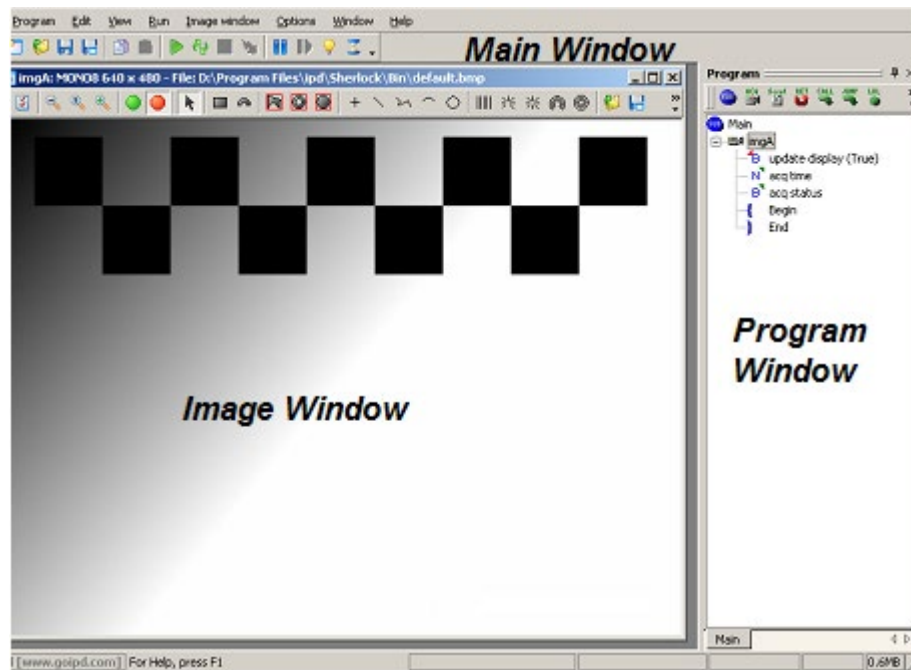 Program Edit View Run Image window Options Window Help
Main Window
imgA: MONO8 640 x 480 - File: D:\Program Files\ipd\Sherlock\Bin\default.bmp
Program
Main
imgA
update display (True)
acq time
acq status
Begin
End
Image Window
Program
Window
Main
[www.goipd.com] For Help, press F1
0.6MB